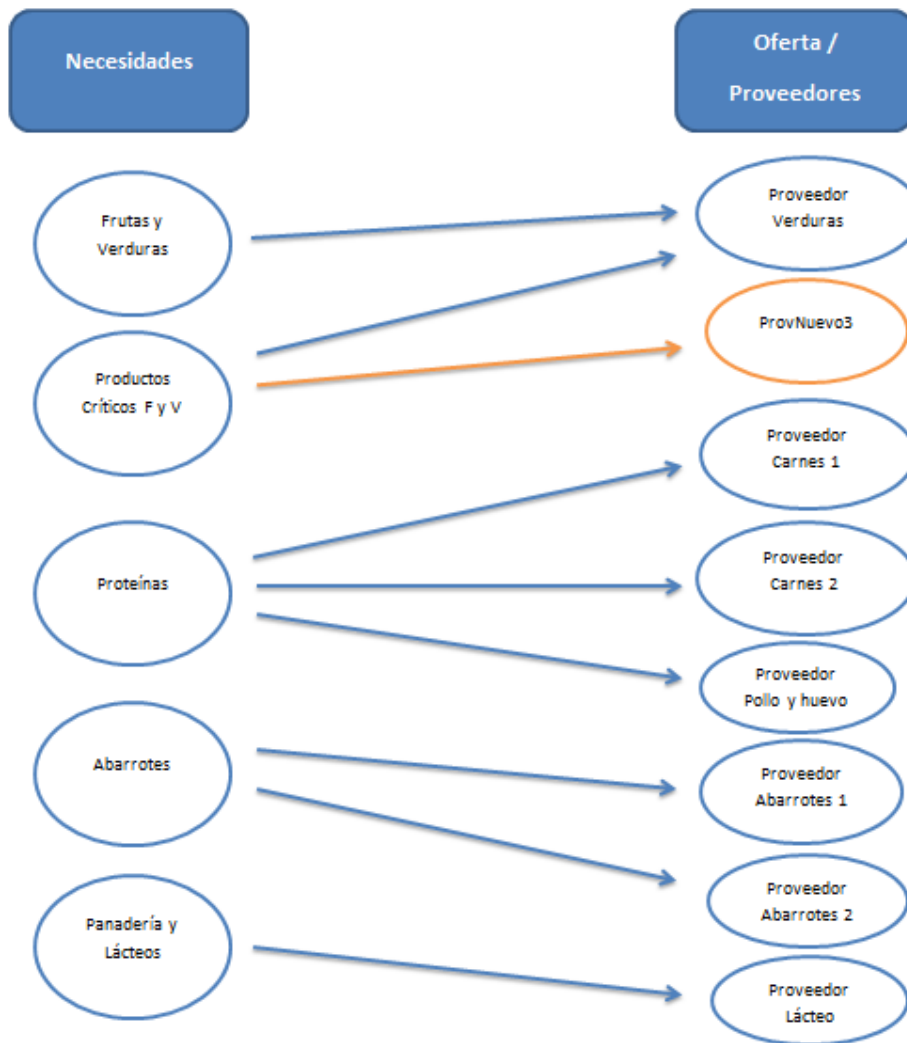 Necesidades
Oferta /
Proveedores
Frutas y
Verduras
Productos
Críticos F y V
Proteínas
Abarrotes
Panadería y
Lácteos
Proveedor
Verduras
ProvNuevo3
Proveedor
Carnes 1
Proveedor
Carnes 2
Proveedor
Pollo y huevo
Proveedor
Abarrotes 1
Proveedor
Abarrotes 2
Proveedor
Lácteo